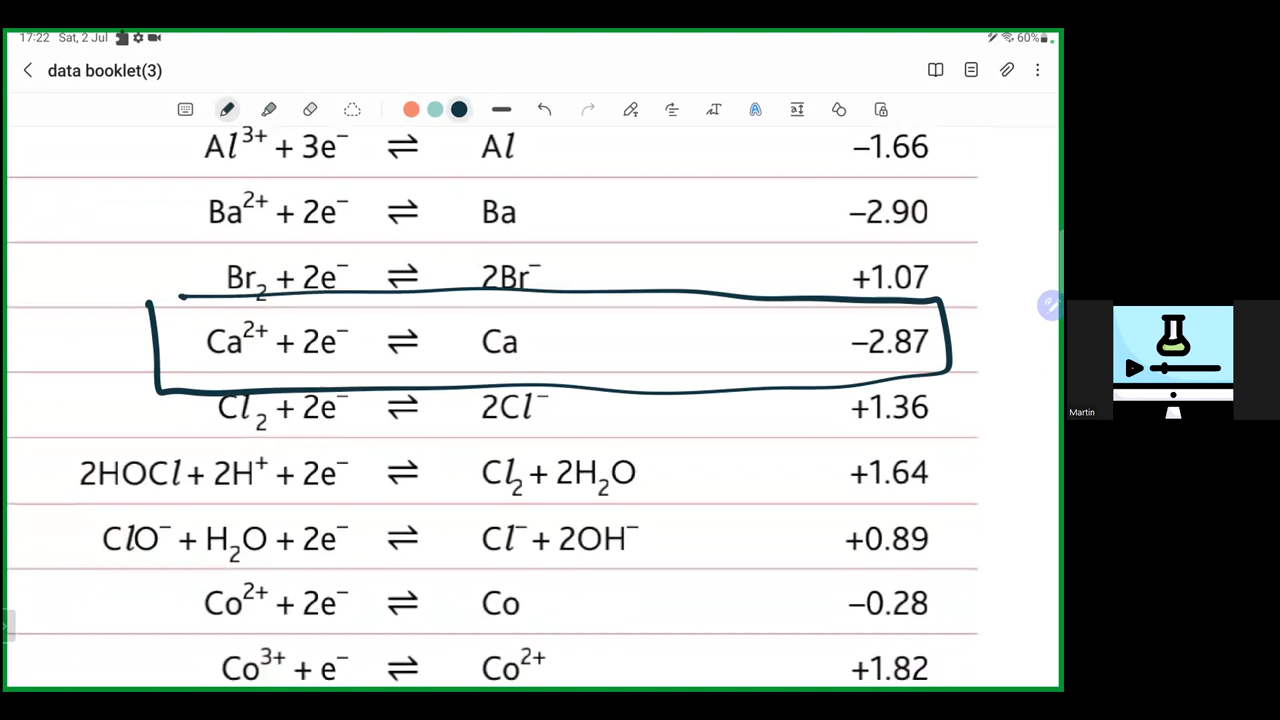 17:22 Sat, 2 Jul 60%
data booklet(3)
Al³⁺ + 3e⁻ ⇌ Al −1.66
Ba²⁺ + 2e⁻ ⇌ Ba −2.90
Br₂ + 2e⁻ ⇌ 2Br⁻ +1.07
Ca²⁺ + 2e⁻ ⇌ Ca −2.87
Cl₂ + 2e⁻ ⇌ 2Cl⁻ +1.36
Martin
2HOCl + 2H⁺ + 2e⁻ ⇌ Cl₂ + 2H₂O +1.64
ClO⁻ + H₂O + 2e⁻ ⇌ Cl⁻ + 2OH⁻ +0.89
Co²⁺ + 2e⁻ ⇌ Co −0.28
Co³⁺ + e⁻ ⇌ Co²⁺ +1.82